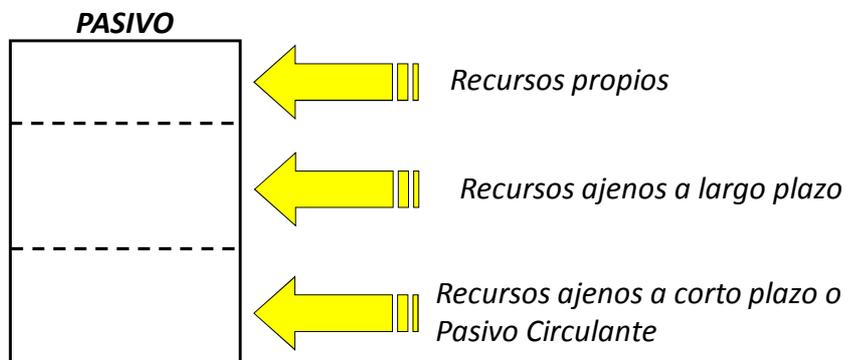 PASIVO
Recursos propios
Recursos ajenos a largo plazo
Recursos ajenos a corto plazo o
Pasivo Circulante